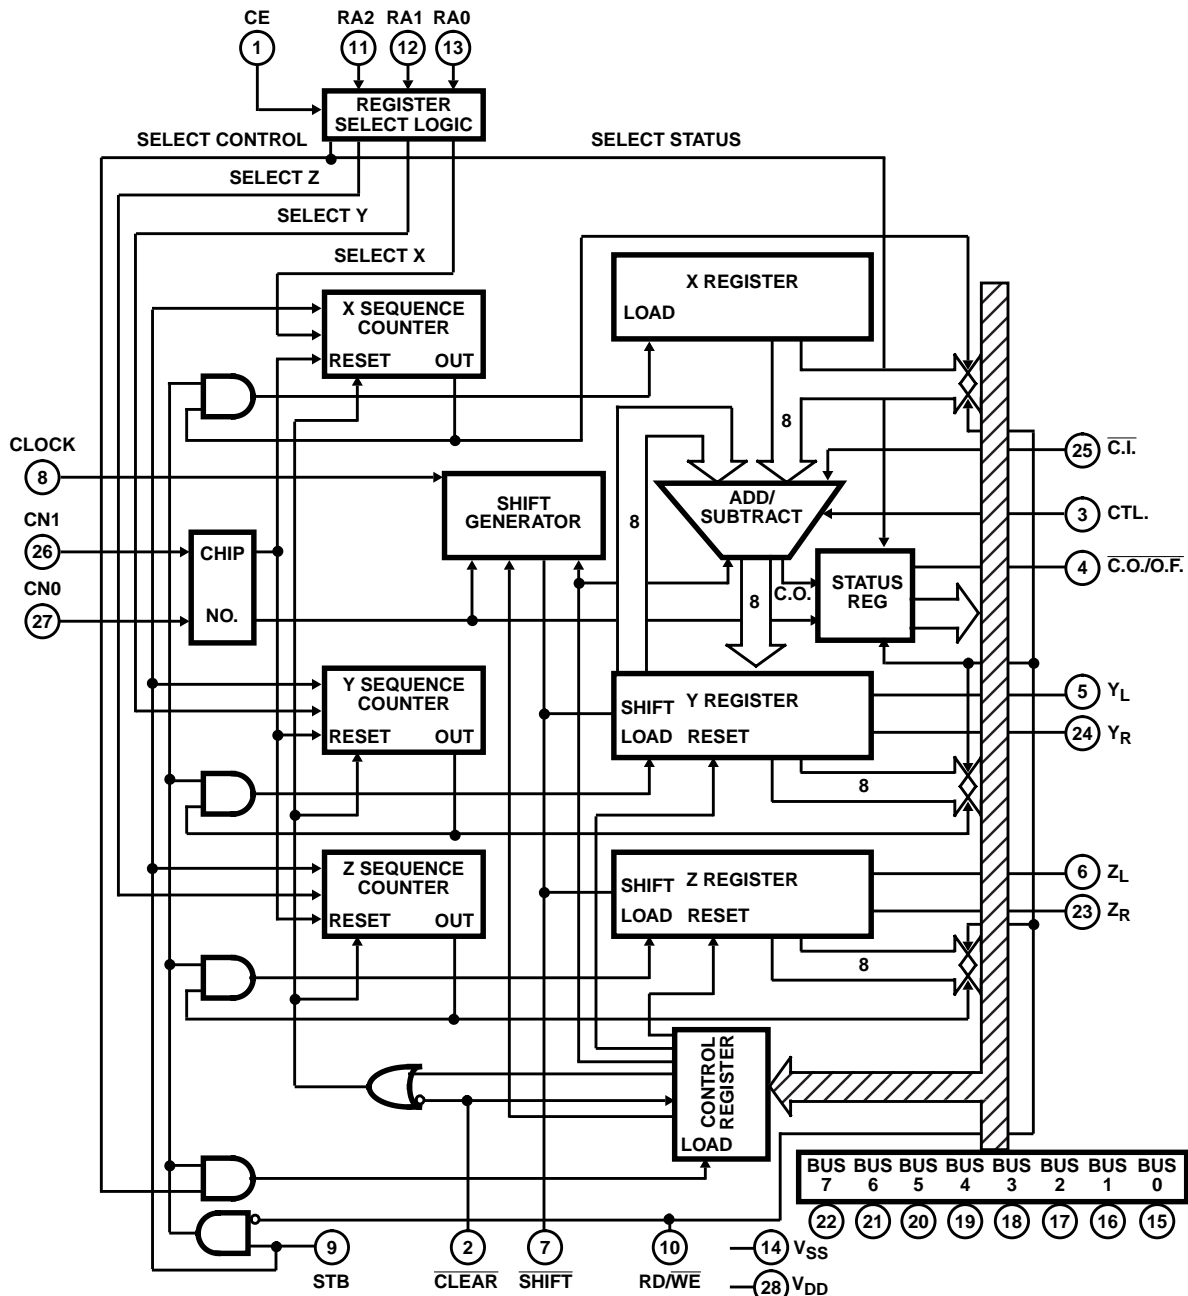 CE RA2 RA1 RA0
1 11 12 13
REGISTER
SELECT LOGIC
SELECT CONTROL SELECT STATUS
SELECT Z
SELECT Y
SELECT X
X SEQUENCE
COUNTER
RESET OUT
X REGISTER
LOAD
CLOCK
8
8
25 C.I.
CN1
26
CHIP
NO.
CN0
27
SHIFT
GENERATOR
8
ADD/
SUBTRACT
3 CTL.
4 C.O./O.F.
8
C.O.
STATUS
REG
Y SEQUENCE
COUNTER
RESET OUT
SHIFT Y REGISTER
LOAD RESET
5 YL
24 YR
8
Z SEQUENCE
COUNTER
RESET OUT
SHIFT Z REGISTER
LOAD RESET
6 ZL
23 ZR
8
CONTROL
REGISTER
LOAD
BUS BUS BUS BUS BUS BUS BUS BUS
7 6 5 4 3 2 1 0
22 21 20 19 18 17 16 15
9 2 7 10 14 VSS
STB CLEAR SHIFT RD/WE 28 VDD